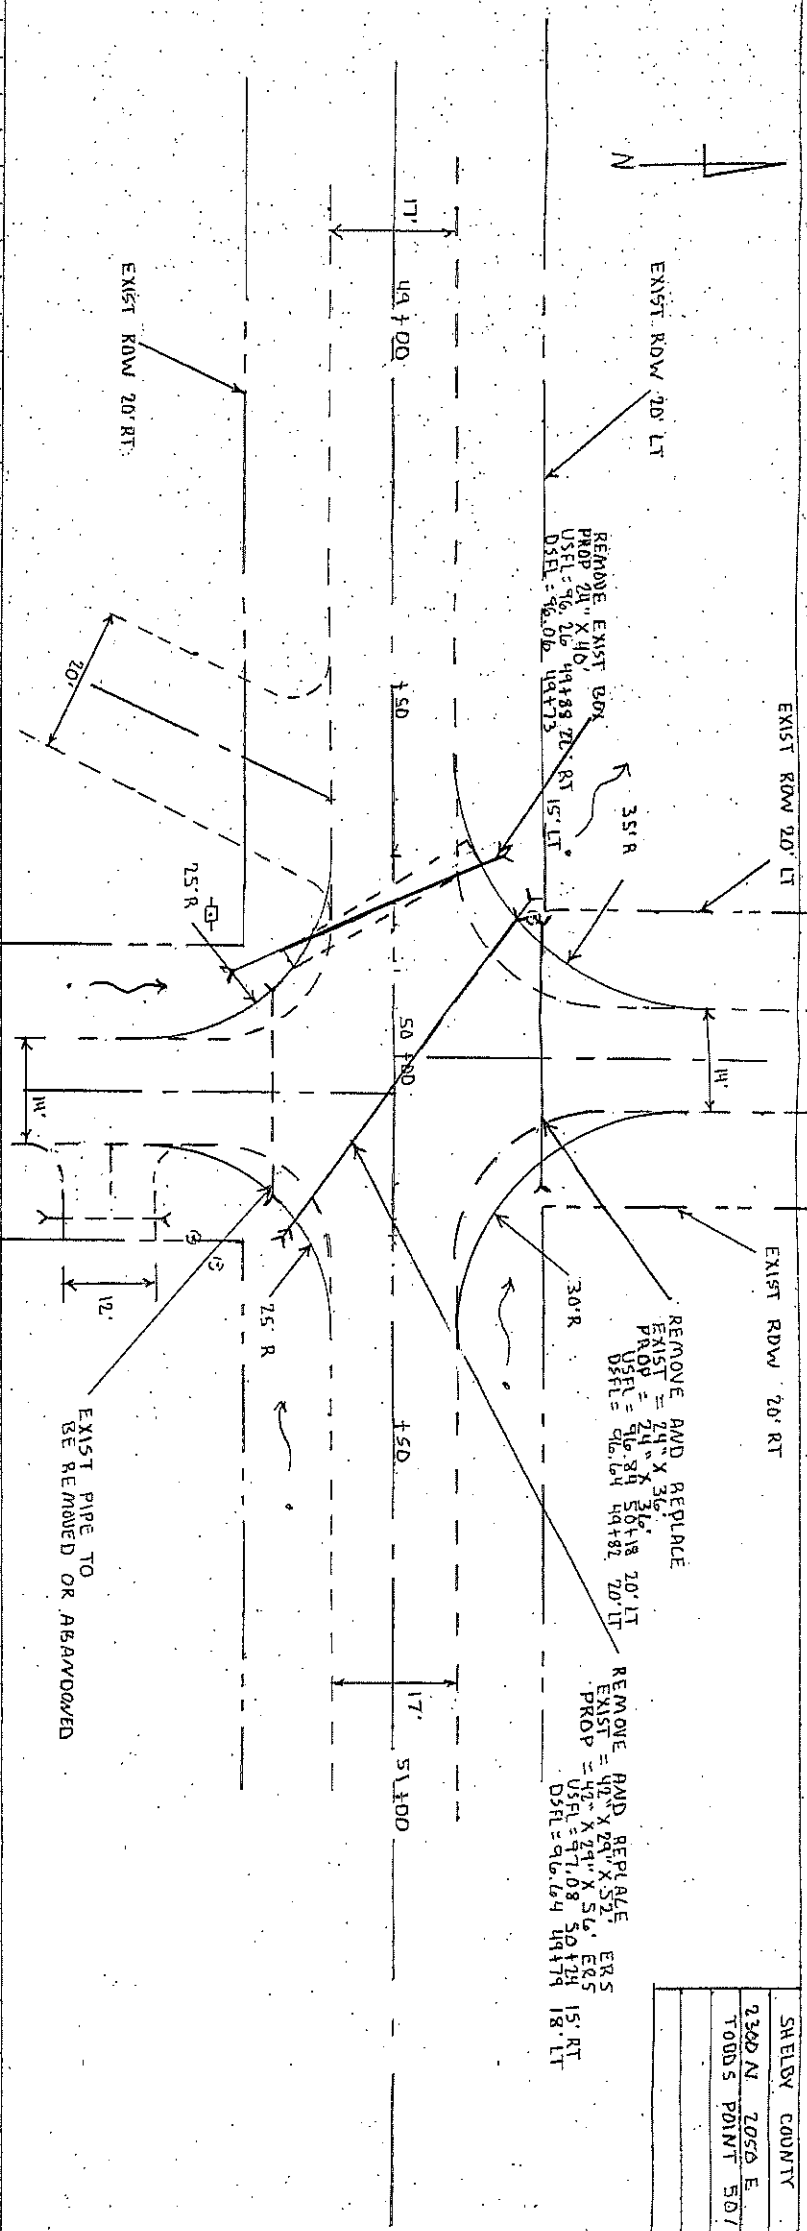 SHELBY COUNTY
2300 N 2050 E
TODDS POINT 507
N
EXIST ROW 20' LT
EXIST ROW 20' LT
EXIST ROW 20' RT
EXIST ROW 20' RT
17'
49+00
+50
50+00
+50
17'
51+00
REMOVE EXIST BOX
PROP 24" X 40'
USFL = 96.26 49+88 22' RT
DSFL = 96.06 49+73 15' LT
35' R
14'
30' R
REMOVE AND REPLACE
EXIST = 24" X 36'
PROP = 24" X 36'
USFL = 96.84 50+18 20' LT
DSFL = 96.64 49+82 20' LT
REMOVE AND REPLACE
EXIST = 42" X 29" X 52' ERS
PROP = 42" X 29" X 56' ERS
USFL = 97.08 50+24 15' RT
DSFL = 96.64 49+79 18' LT
20'
25' R
14'
12'
25' R
EXIST PIPE TO
BE REMOVED OR ABANDONED